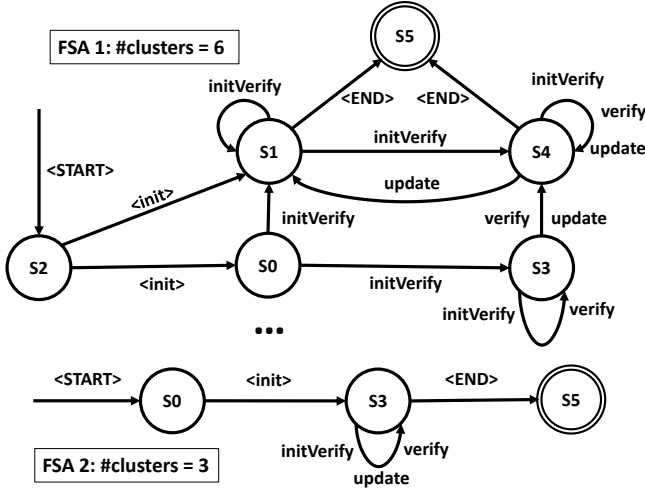 S5
FSA 1: #clusters = 6
initVerify
<END>
<END>
initVerify
verify
update
S1
initVerify
S4
<START>
<init>
update
initVerify
verify
update
S2
<init>
S0
initVerify
S3
initVerify
verify
...
<START>
S0
<init>
S3
<END>
S5
initVerify
verify
update
FSA 2: #clusters = 3